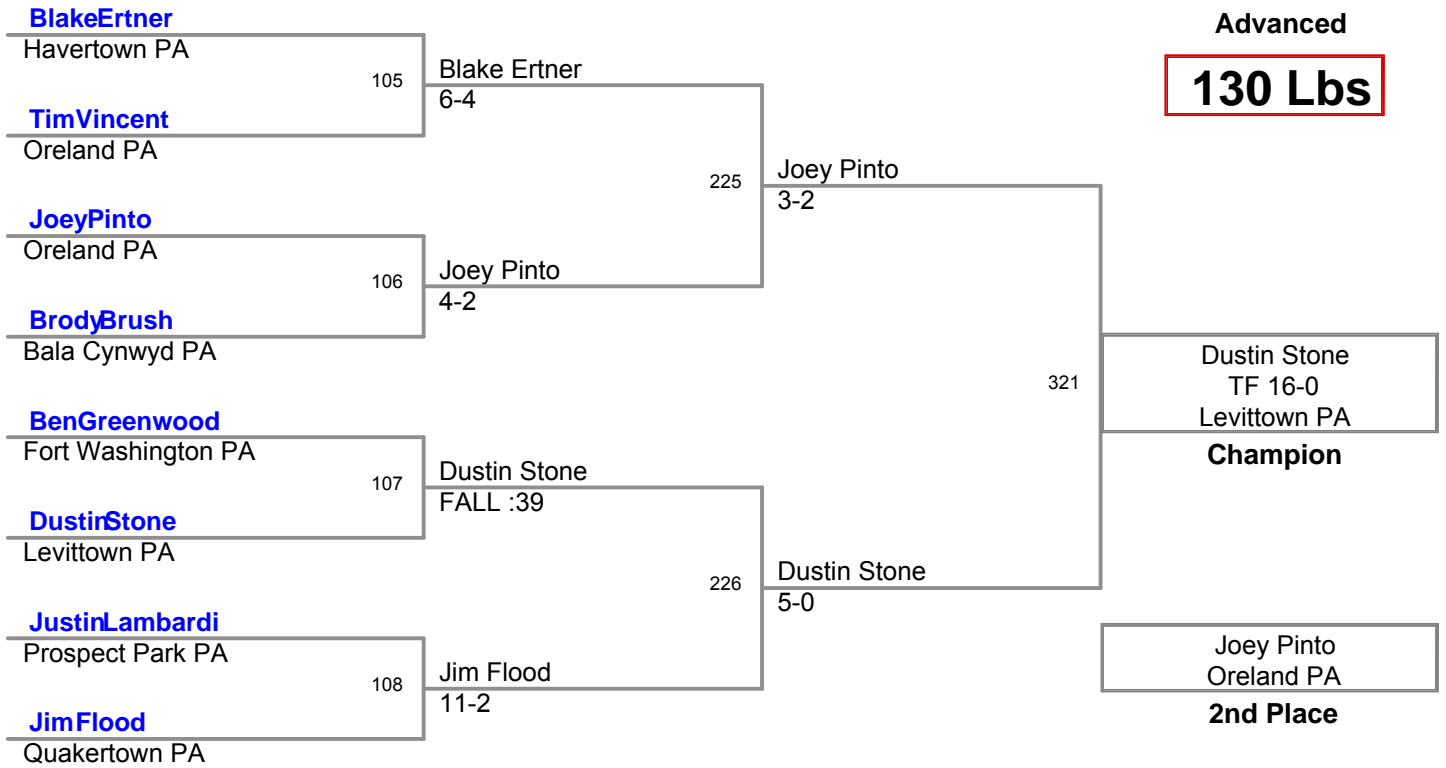 BlakeErtner
Havertown PA
105
TimVincent
Oreland PA
Blake Ertner
6-4
JoeyPinto
Oreland PA
106
BrodyBrush
Bala Cynwyd PA
Joey Pinto
4-2
225
Joey Pinto
3-2
BenGreenwood
Fort Washington PA
107
DustinStone
Levittown PA
Dustin Stone
FALL :39
JustinLambardi
Prospect Park PA
108
JimFlood
Quakertown PA
Jim Flood
11-2
226
Dustin Stone
5-0
321
Advanced
130 Lbs
Dustin Stone
TF 16-0
Levittown PA
Champion
Joey Pinto
Oreland PA
2nd Place